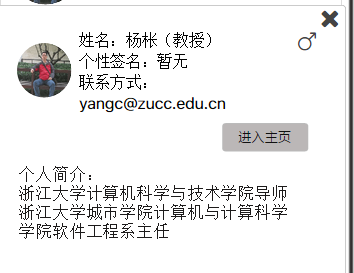 姓名：杨枨（教授）
个性签名：暂无
联系方式：
yangc@zucc.edu.cn
进入主页
个人简介：
浙江大学计算机科学与技术学院导师
浙江大学城市学院计算机与计算科学
学院软件工程系主任